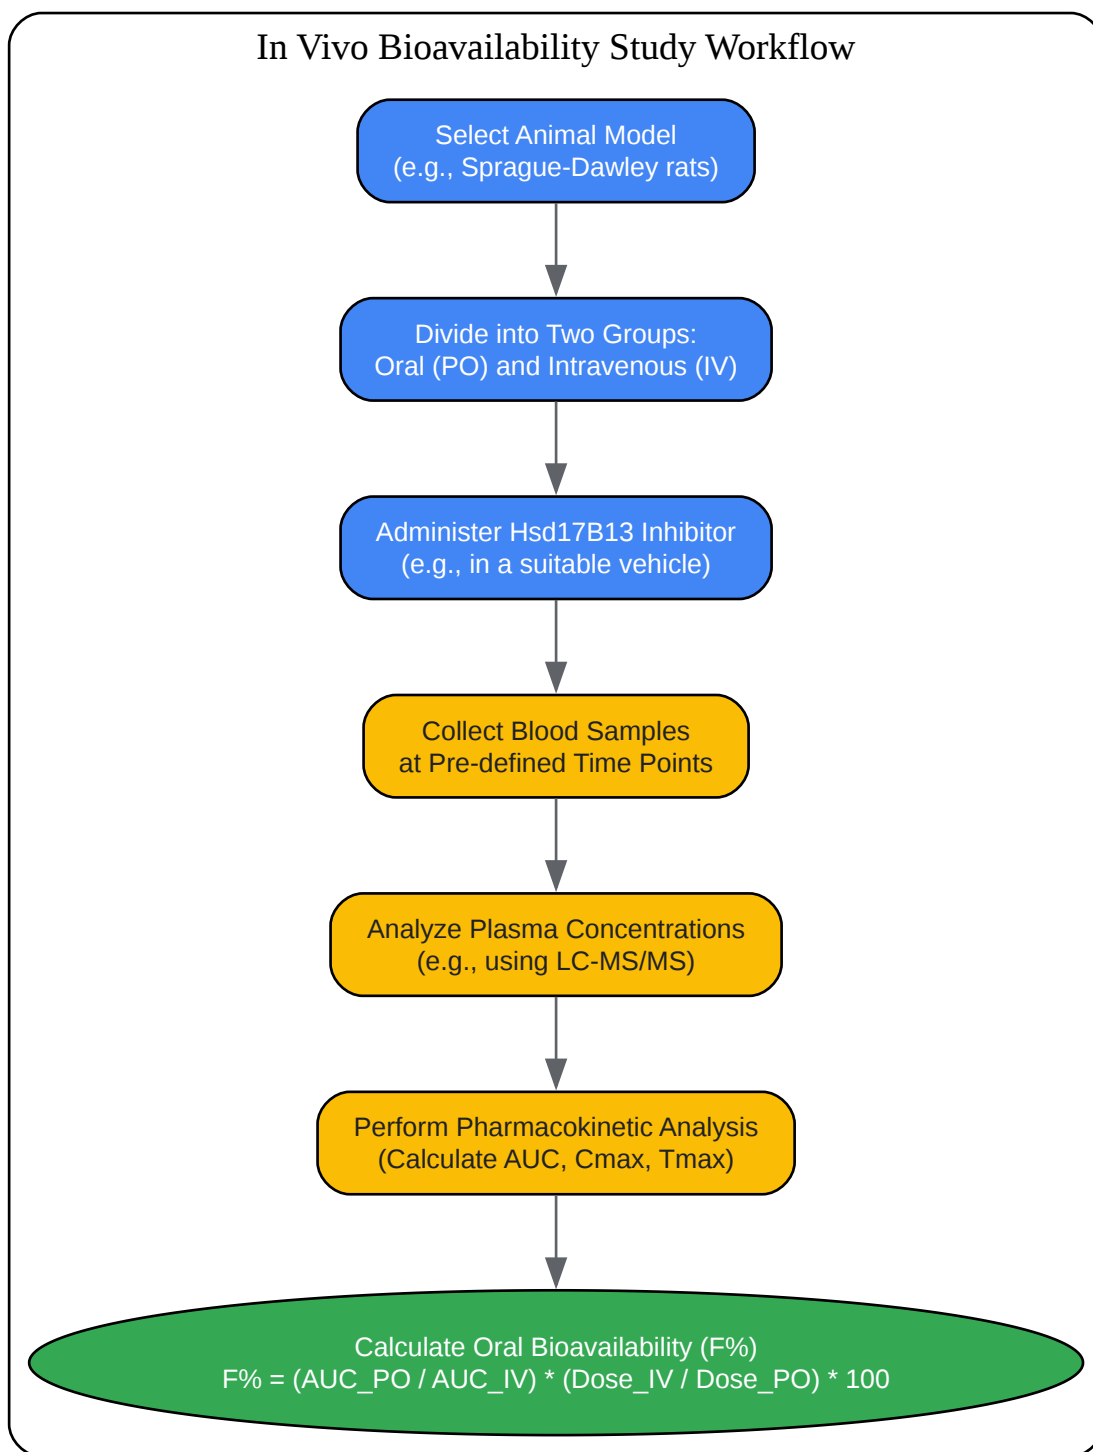 In Vivo Bioavailability Study Workflow
Select Animal Model
(e.g., Sprague-Dawley rats)
Divide into Two Groups:
Oral (PO) and Intravenous (IV)
Administer Hsd17B13 Inhibitor
(e.g., in a suitable vehicle)
Collect Blood Samples
at Pre-defined Time Points
Analyze Plasma Concentrations
(e.g., using LC-MS/MS)
Perform Pharmacokinetic Analysis
(Calculate AUC, Cmax, Tmax)
Calculate Oral Bioavailability (F%)
F% = (AUC_PO / AUC_IV) * (Dose_IV / Dose_PO) * 100